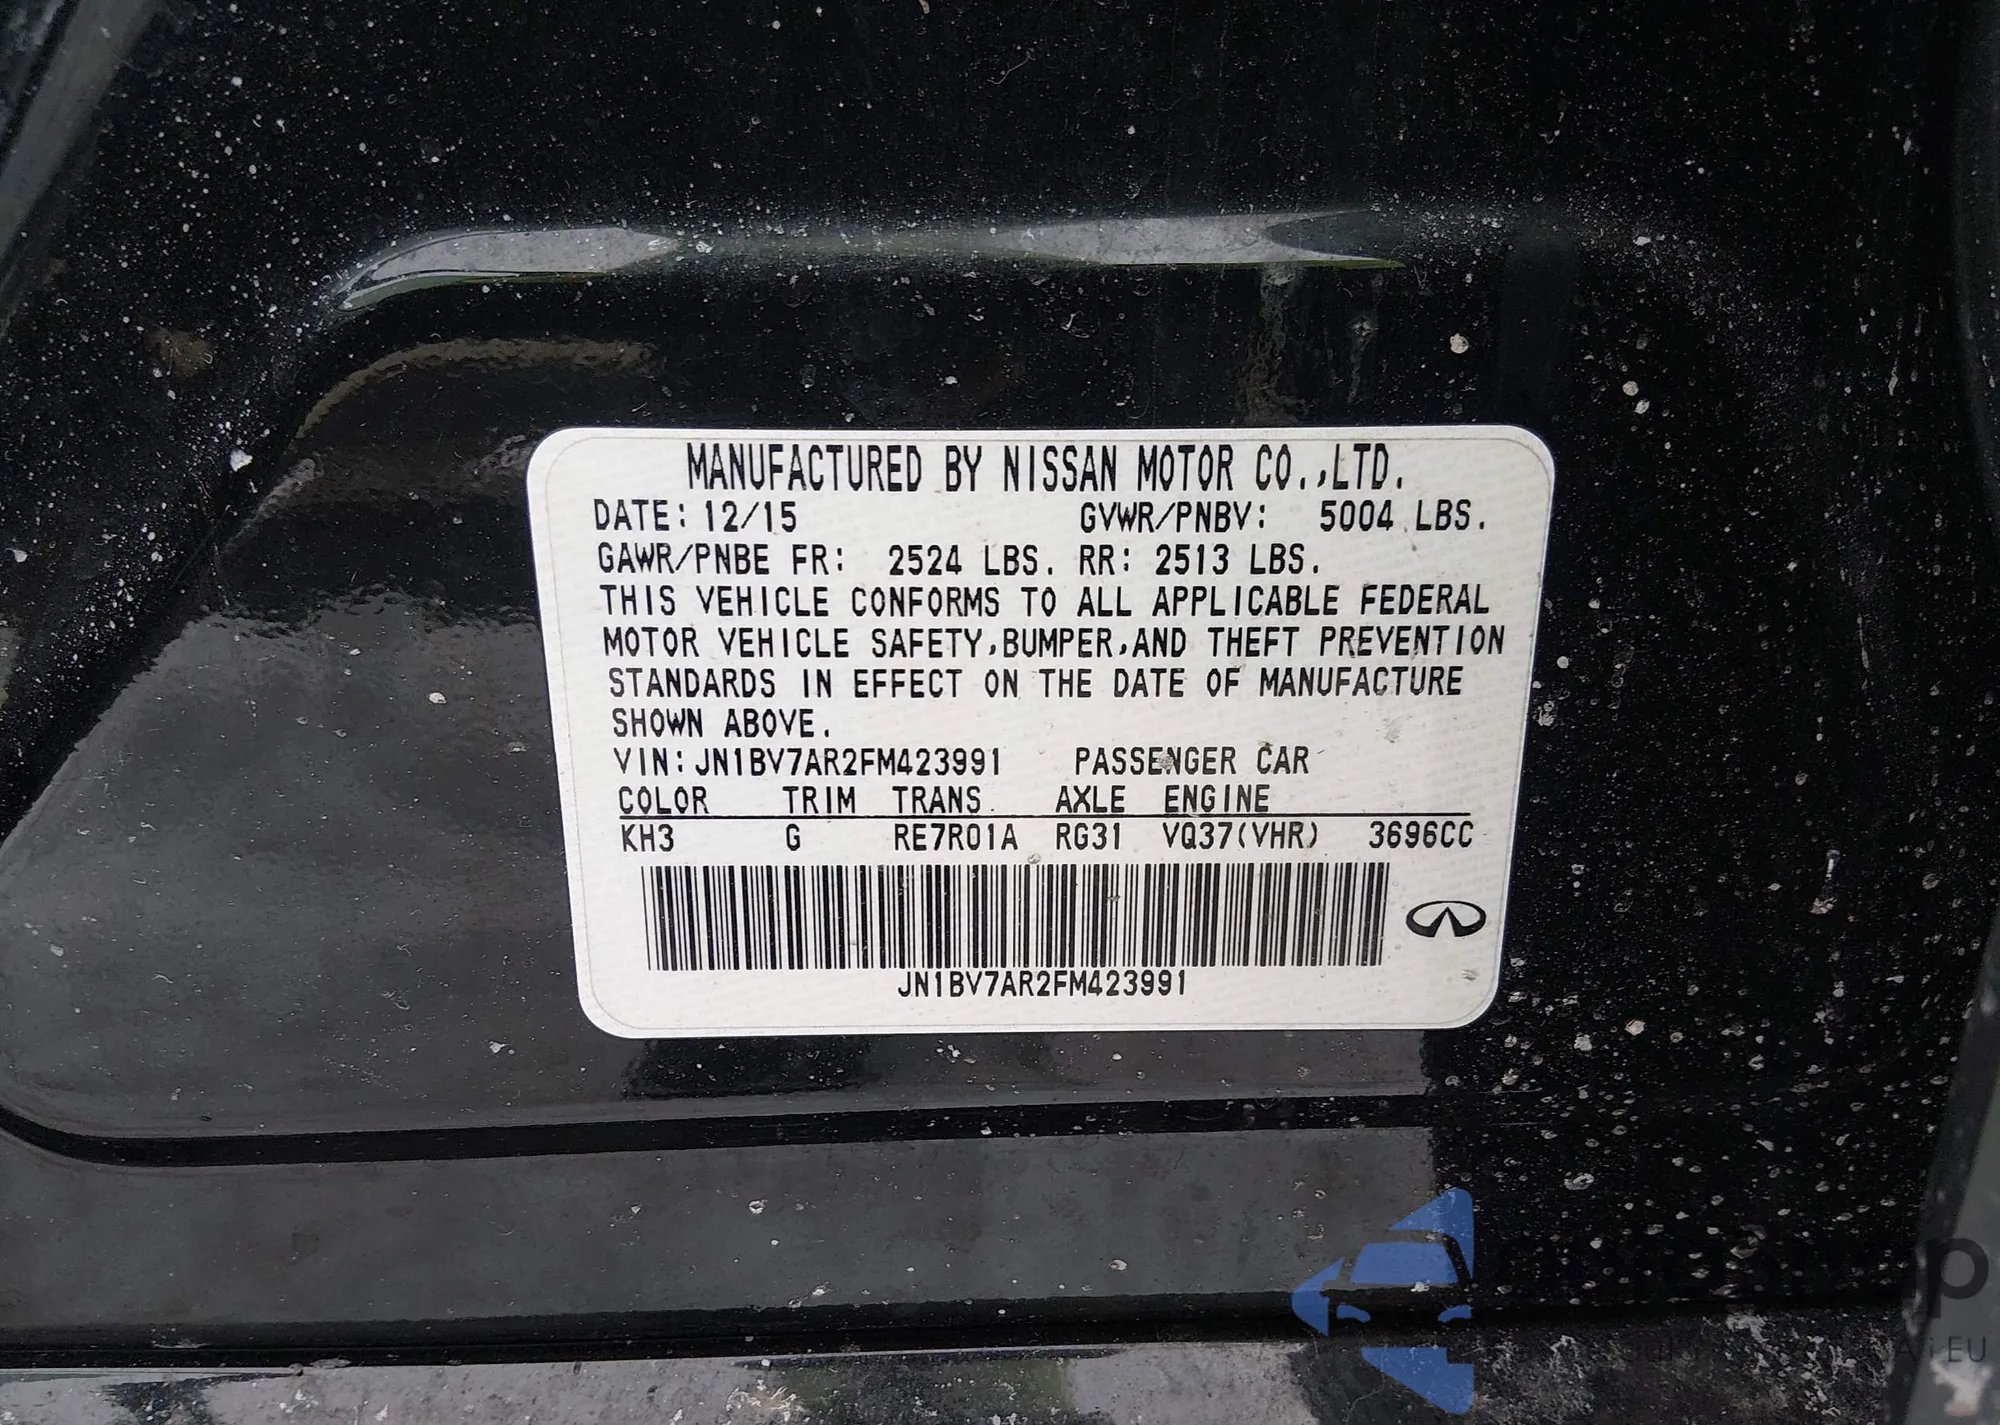 MANUFACTURED BY NISSAN MOTOR CO.,LTD.
DATE: 12/15 GVWR/PNBV: 5004 LBS.
GAWR/PNBE FR: 2524 LBS. RR: 2513 LBS.
THIS VEHICLE CONFORMS TO ALL APPLICABLE FEDERAL
MOTOR VEHICLE SAFETY,BUMPER,AND THEFT PREVENTION
STANDARDS IN EFFECT ON THE DATE OF MANUFACTURE
SHOWN ABOVE.
VIN: JN1BV7AR2FM423991 PASSENGER CAR
COLOR TRIM TRANS. AXLE ENGINE
KH3 G RE7R01A RG31 VQ37(VHR) 3696CC
JN1BV7AR2FM423991
EU